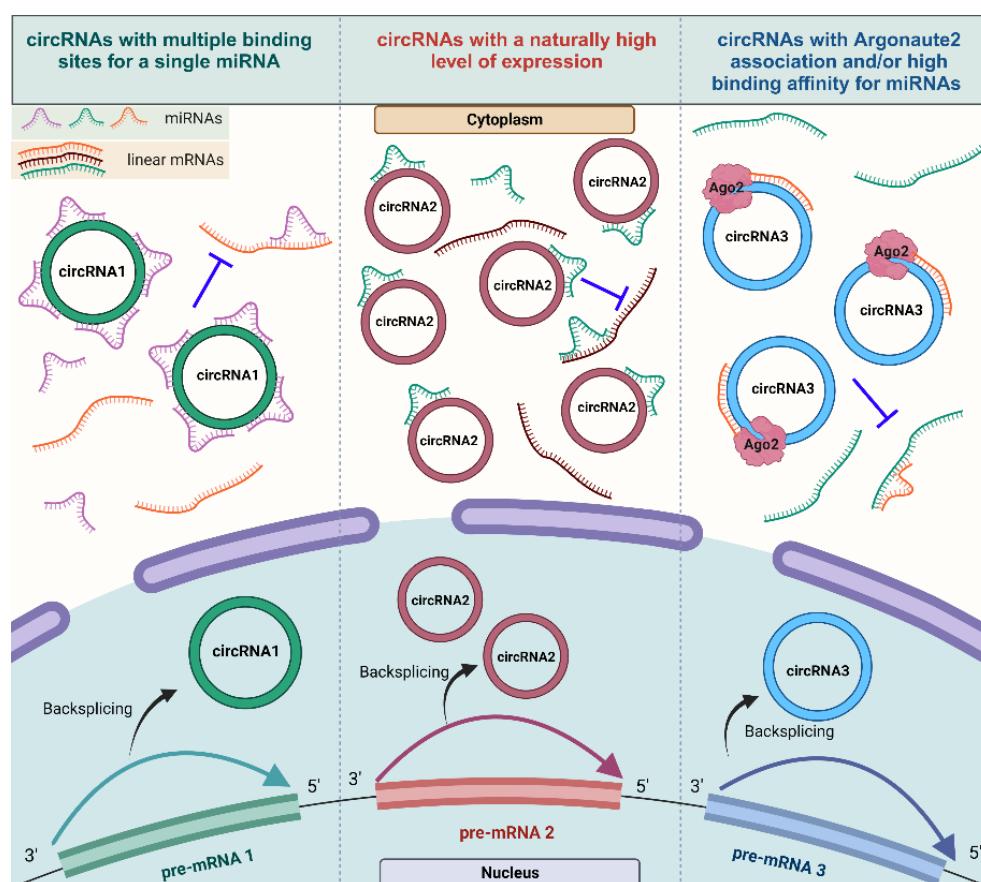 circRNAs with multiple binding
sites for a single miRNA
circRNAs with a naturally high
level of expression
circRNAs with Argonaute2
association and/or high
binding affinity for miRNAs
miRNAs
linear mRNAs
circRNA1
circRNA1
Cytoplasm
circRNA2
circRNA2
circRNA2
circRNA2
circRNA2
circRNA2
Ago2
circRNA3
Ago2
circRNA3
circRNA3
Ago2
circRNA1
Backsplicing
3'
5'
pre-mRNA 1
circRNA2
circRNA2
Backsplicing
3'
5'
pre-mRNA 2
Nucleus
circRNA3
Backsplicing
3'
5'
pre-mRNA 3